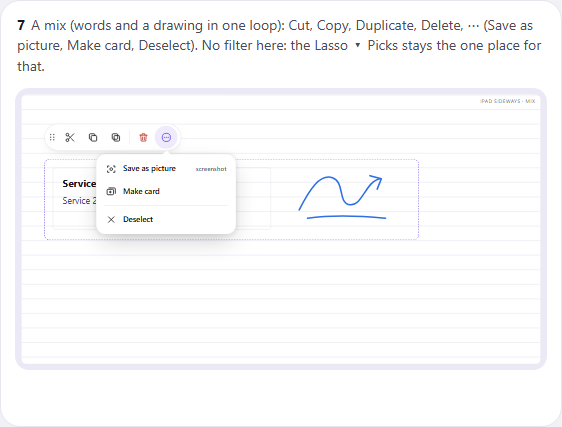 7 A mix (words and a drawing in one loop): Cut, Copy, Duplicate, Delete, ··· (Save as
picture, Make card, Deselect). No filter here: the Lasso ▾ Picks stays the one place for
that.
IPAD SIDEWAYS · MIX
Save as picture screenshot
Service
Make card
Service 2
Deselect